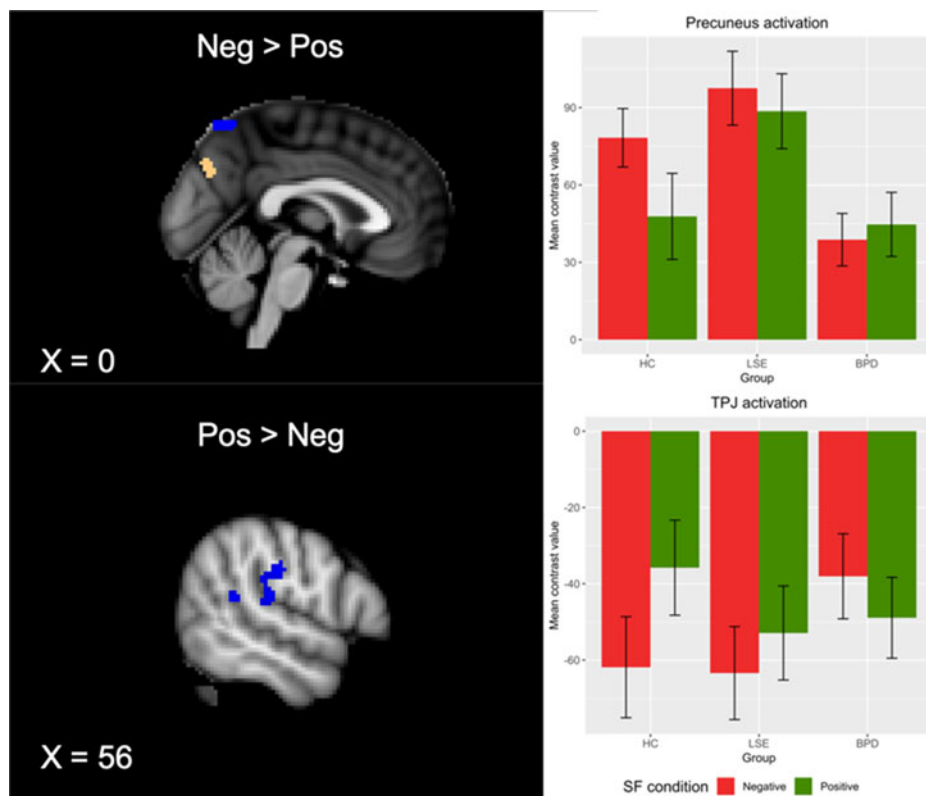 Neg > Pos
X = 0
Precuneus activation
Mean contrast value
90
60
30
0
HC LSE BPD
Group
Pos > Neg
X = 56
TPJ activation
Mean contrast value
0
-20
-40
-60
HC LSE BPD
Group
SF condition Negative Positive